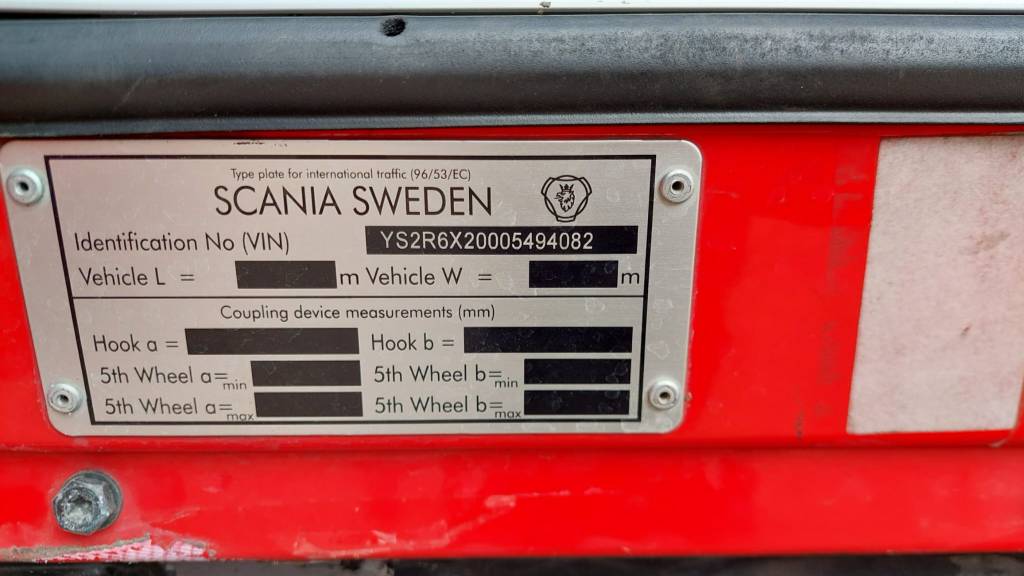 Type plate for international traffic (96/53/EC)
SCANIA SWEDEN
Identification No (VIN) YS2R6X20005494082
Vehicle L = m Vehicle W = m
Coupling device measurements (mm)
Hook a = Hook b =
5th Wheel a=min 5th Wheel b=min
5th Wheel a=max 5th Wheel b=max